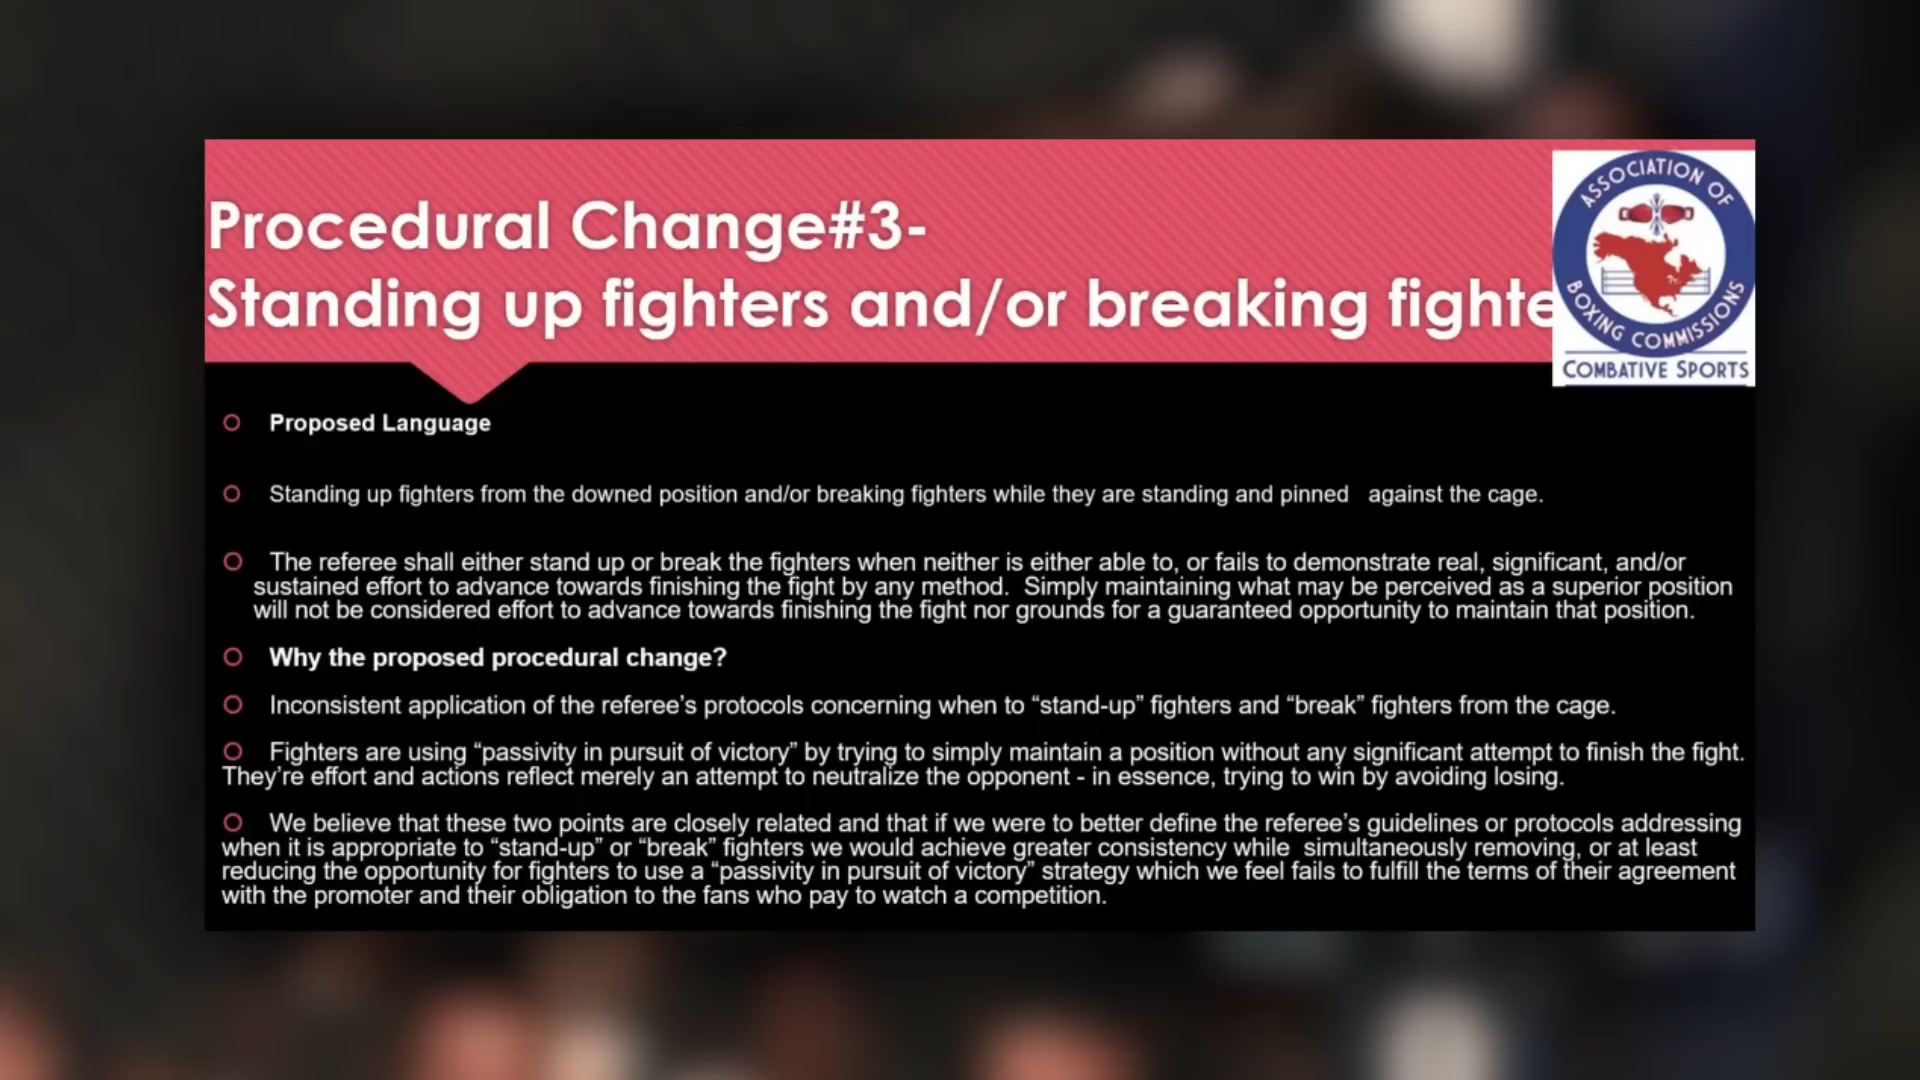 Procedural Change#3-
Standing up fighters and/or breaking fighte
ASSOCIATION OF
BOXING COMMISSIONS
COMBATIVE SPORTS
Proposed Language
Standing up fighters from the downed position and/or breaking fighters while they are standing and pinned against the cage.
The referee shall either stand up or break the fighters when neither is either able to, or fails to demonstrate real, significant, and/or
sustained effort to advance towards finishing the fight by any method. Simply maintaining what may be perceived as a superior position
will not be considered effort to advance towards finishing the fight nor grounds for a guaranteed opportunity to maintain that position.
Why the proposed procedural change?
Inconsistent application of the referee's protocols concerning when to “stand-up” fighters and “break” fighters from the cage.
Fighters are using “passivity in pursuit of victory” by trying to simply maintain a position without any significant attempt to finish the fight.
They're effort and actions reflect merely an attempt to neutralize the opponent - in essence, trying to win by avoiding losing.
We believe that these two points are closely related and that if we were to better define the referee's guidelines or protocols addressing
when it is appropriate to “stand-up” or “break” fighters we would achieve greater consistency while simultaneously removing, or at least
reducing the opportunity for fighters to use a “passivity in pursuit of victory” strategy which we feel fails to fulfill the terms of their agreement
with the promoter and their obligation to the fans who pay to watch a competition.